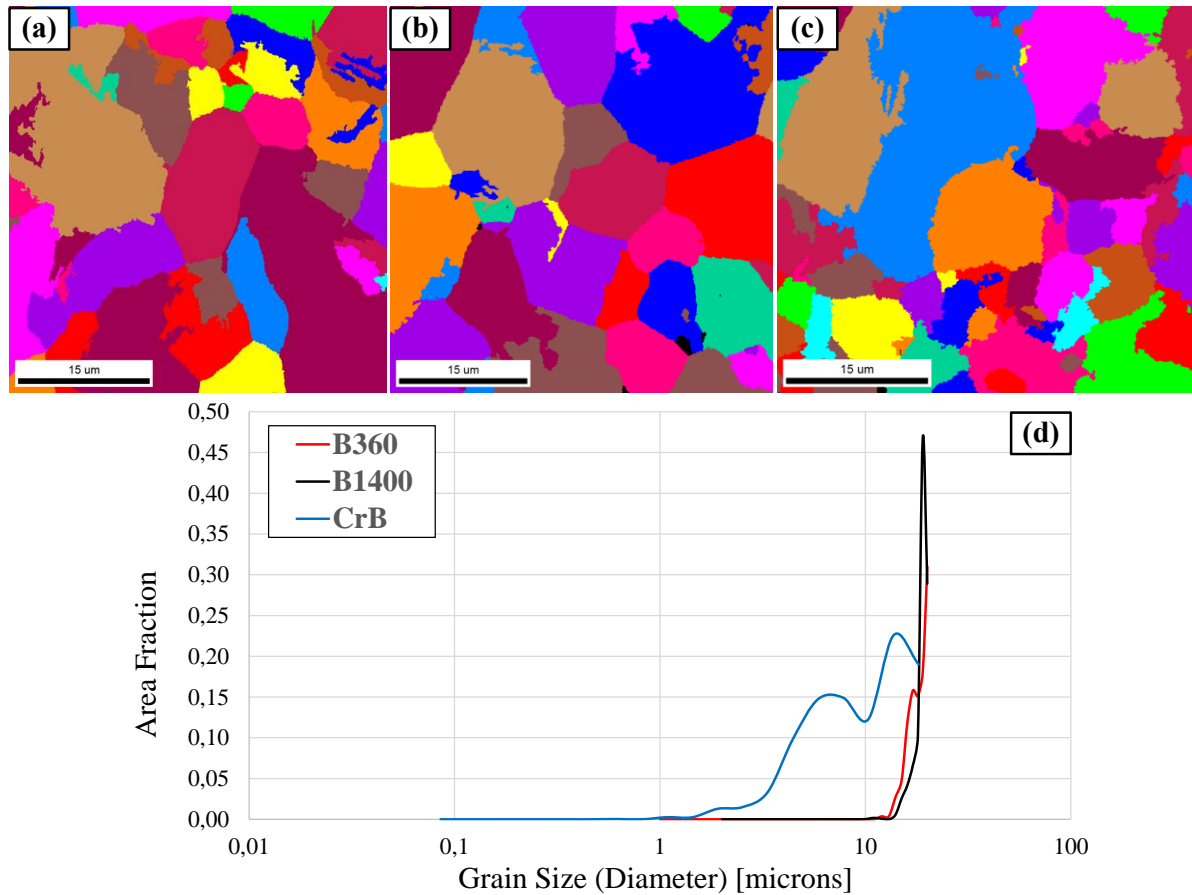 (a)
(b)
(c)
15 um
15 um
15 um
(d)
0,50
0,45
0,40
0,35
0,30
0,25
0,20
0,15
0,10
0,05
0,00
Area Fraction
B360
B1400
CrB
0,01
0,1
1
10
100
Grain Size (Diameter) [microns]